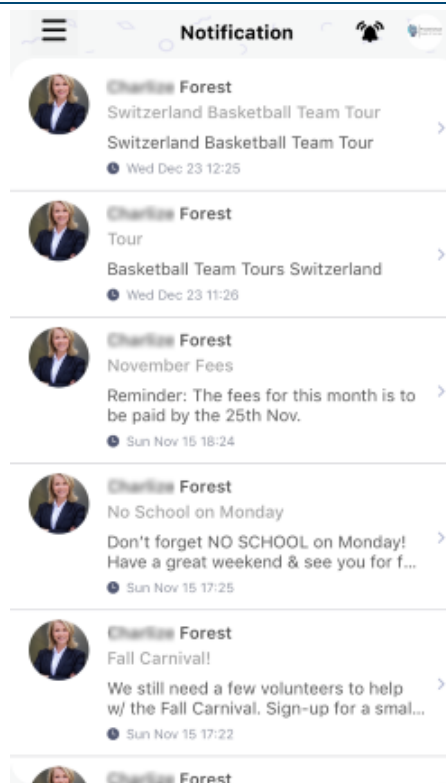 Notification
Forest
Switzerland Basketball Team Tour
Switzerland Basketball Team Tour
Wed Dec 23 12:25
Forest
Tour
Basketball Team Tours Switzerland
Wed Dec 23 11:26
Forest
November Fees
Reminder: The fees for this month is to
be paid by the 25th Nov.
Sun Nov 15 18:24
Forest
No School on Monday
Don't forget NO SCHOOL on Monday!
Have a great weekend & see you for f...
Sun Nov 15 17:25
Forest
Fall Carnival!
We still need a few volunteers to help
w/ the Fall Carnival. Sign-up for a smal...
Sun Nov 15 17:22
Forest